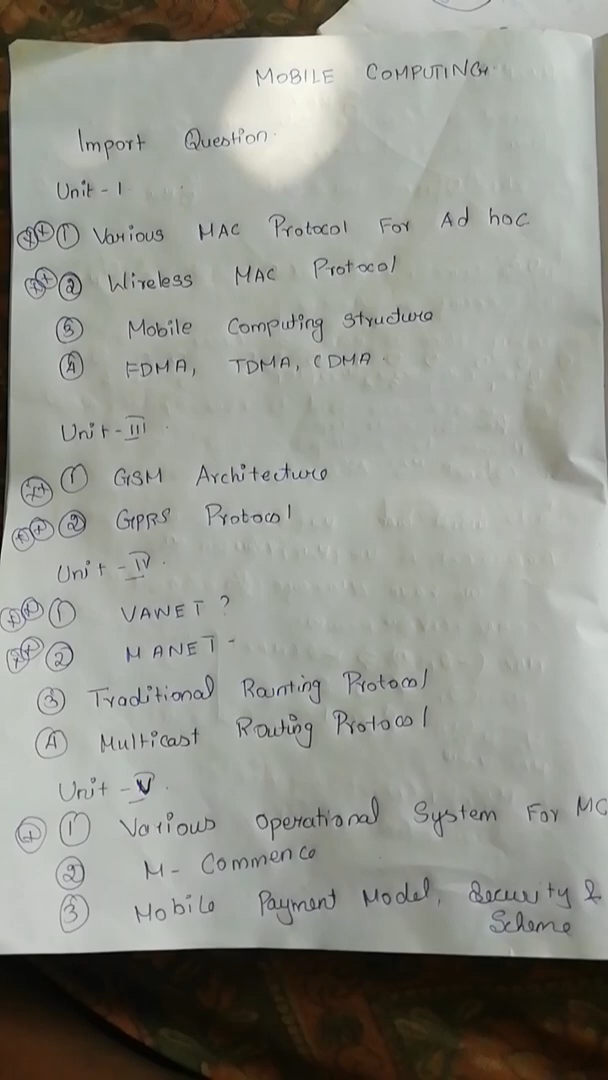 MOBILE COMPUTING.
Import Question.
Unit - 1
** ① Various MAC Protocol For Ad hoc
** ② Wireless MAC Protocol
③ Mobile Computing structure
④ FDMA, TDMA, CDMA
Unit - III
** ① GSM Architecture
** ② GPRS Protocol
Unit - IV
** ① VANET ?
** ② MANET -
③ Traditional Rounting Protocol
④ Multicast Routing Protocol
Unit - V
* ① Various Operational System For MC
② M - Commence
③ Mobile Payment Model, Security &
Scheme